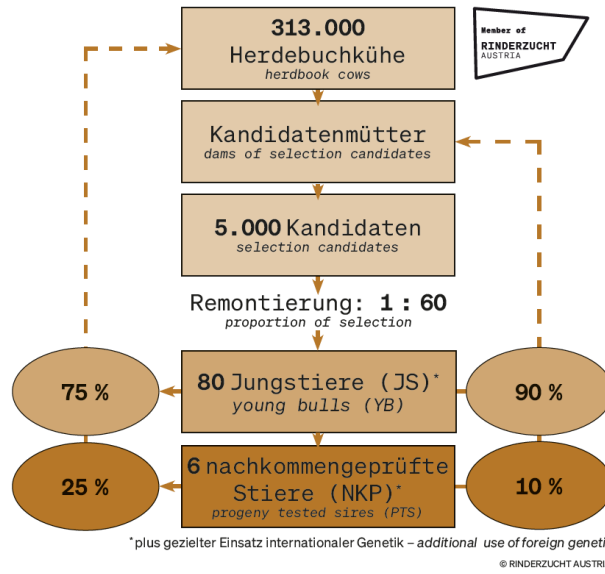 313.000
Herdebuchkühe
herdbook cows
Member of
RINDERZUCHT
AUSTRIA
Kandidatenmütter
dams of selection candidates
5.000 Kandidaten
selection candidates
Remontierung: 1 : 60
proportion of selection
75 %
80 Jungstiere (JS)*
young bulls (YB)
90 %
25 %
6 nachkommengeprüfte
Stiere (NKP)*
progeny tested sires (PTS)
10 %
*plus gezielter Einsatz internationaler Genetik – additional use of foreign geneti
© RINDERZUCHT AUSTRI